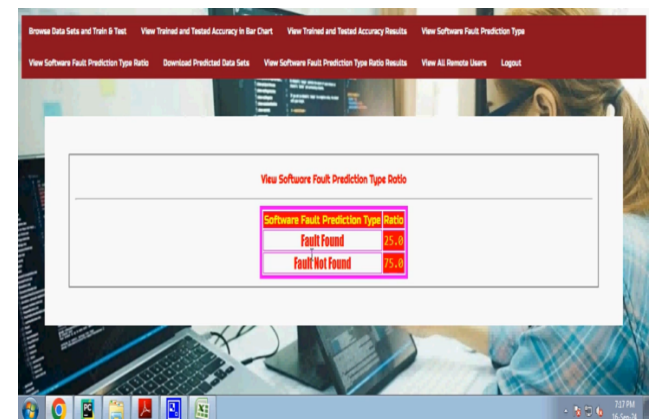 Browse Data Sets and Train & Test View Trained and Tested Accuracy in Bar Chart View Trained and Tested Accuracy Results View Software Fault Prediction Type
View Software Fault Prediction Type Ratio Download Predicted Data Sets View Software Fault Prediction Type Ratio Results View All Remote Users Logout
View Software Fault Prediction Type Ratio
Software Fault Prediction Type Ratio
Fault Found 25.0
Fault Not Found 75.0
7:17 PM
16-Sep-24